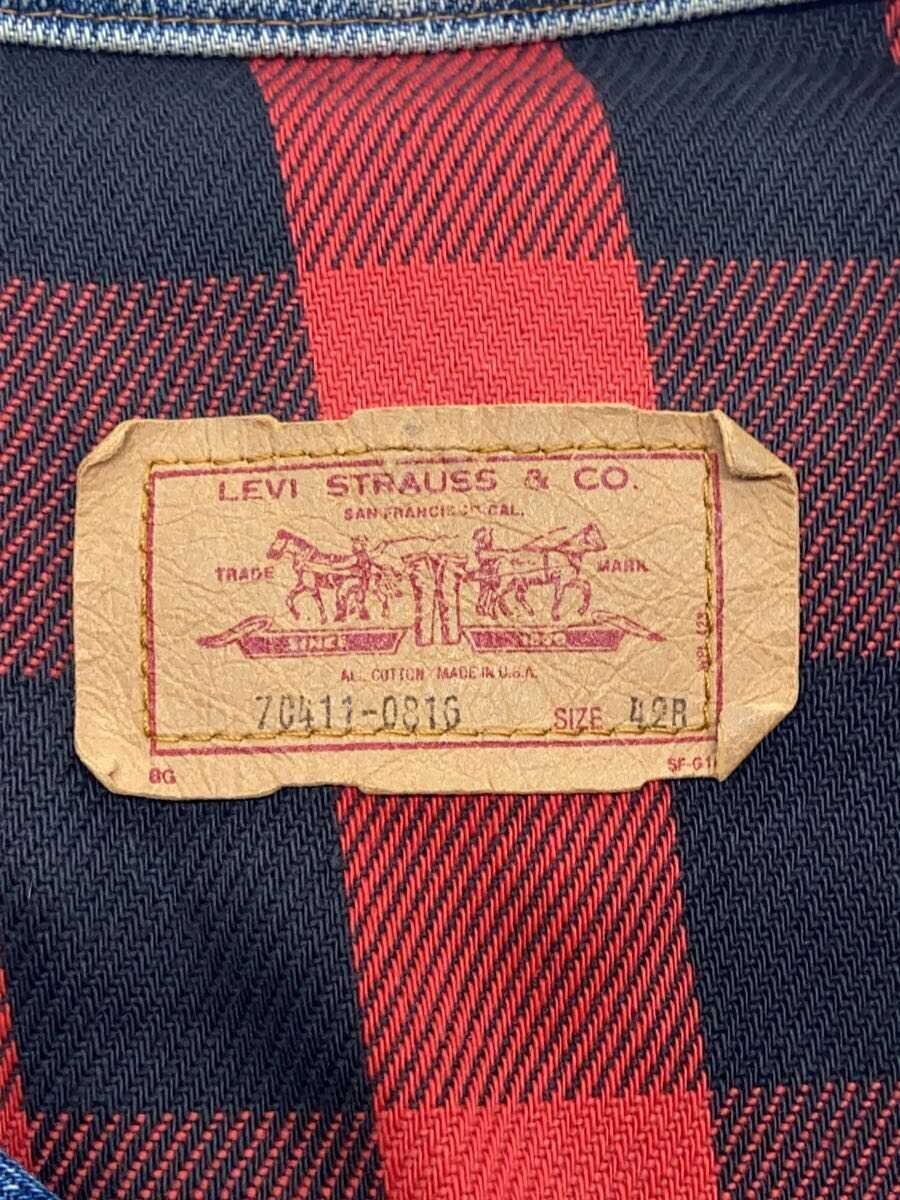 LEVI STRAUSS & CO.
SAN FRANCISCO, CAL.
TRADE MARK
SINCE
ALL COTTON MADE IN U.S.A.
70411-0816 SIZE 42R
8G SF-G1